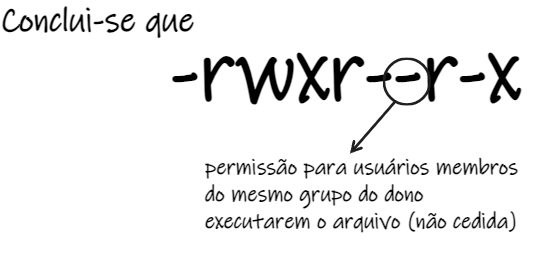 Conclui-se que
-rwxr--r-x
permissão para usuários membros
do mesmo grupo do dono
executarem o arquivo (não cedida)